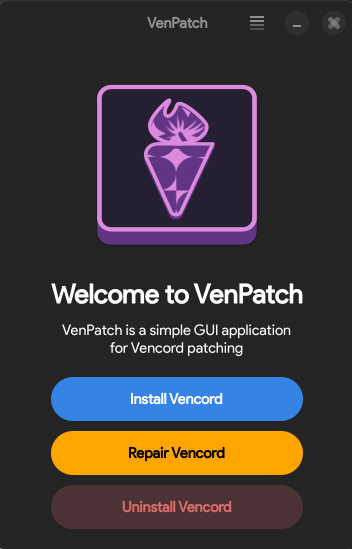 VenPatch
Welcome to VenPatch
VenPatch is a simple GUI application
for Vencord patching
Install Vencord
Repair Vencord
Uninstall Vencord